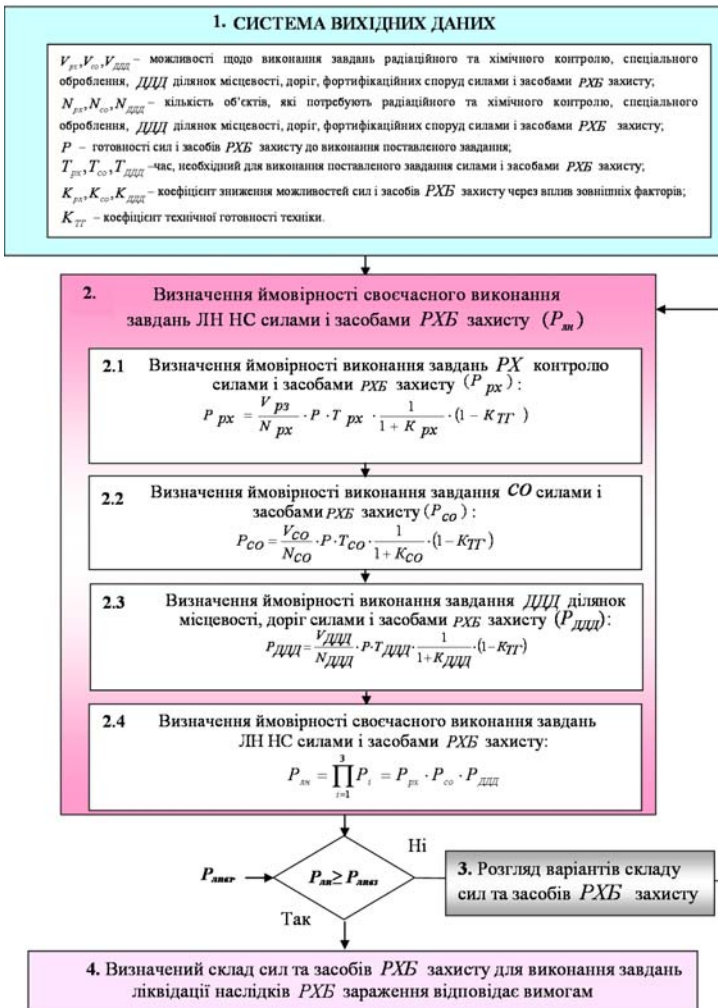 1. СИСТЕМА ВИХІДНИХ ДАНИХ
V_рх, V_со, V_ДДД – можливості щодо виконання завдань радіаційного та хімічного контролю, спеціального
оброблення, ДДД ділянок місцевості, доріг, фортифікаційних споруд силами і засобами РХБ захисту;
N_рх, N_со, N_ДДД – кількість об’єктів, які потребують радіаційного та хімічного контролю, спеціального
оброблення, ДДД ділянок місцевості, доріг, фортифікаційних споруд силами і засобами РХБ захисту;
P – готовності сил і засобів РХБ захисту до виконання поставленого завдання;
T_рх, T_со, T_ДДД –час, необхідний для виконання поставленого завдання силами і засобами РХБ захисту;
K_рх, K_со, K_ДДД – коефіцієнт зниження можливостей сил і засобів РХБ захисту через вплив зовнішніх факторів;
K_ТГ – коефіцієнт технічної готовності техніки.
2. Визначення ймовірності своєчасного виконання
завдань ЛН НС силами і засобами РХБ захисту (P_лн)
2.1 Визначення ймовірності виконання завдань РХ контролю
силами і засобами РХБ захисту (P_рх) :
P_рх = V_рз / N_рх · P · T_рх · 1 / (1 + K_рх) · (1 − K_ТГ)
2.2 Визначення ймовірності виконання завдання СО силами і
засобами РХБ захисту (P_СО) :
P_СО = V_СО / N_СО · P · T_СО · 1 / (1 + K_СО) · (1 − K_ТГ)
2.3 Визначення ймовірності виконання завдання ДДД ділянок
місцевості, доріг силами і засобами РХБ захисту (P_ДДД):
P_ДДД = V_ДДД / N_ДДД · P · T_ДДД · 1 / (1+K_ДДД) · (1−K_ТГ)
2.4 Визначення ймовірності своєчасного виконання завдань
ЛН НС силами і засобами РХБ захисту:
P_лн = ∏_{i=1}^{3} P_i = P_рх · P_со · P_ДДД
Ні
P_лн ≥
3. Розгляд варіантів складу
сил та засобів РХБ захисту
Так
4. Визначений склад сил та засобів РХБ захисту для виконання завдань
ліквідації наслідків РХБ зараження відповідає вимогам